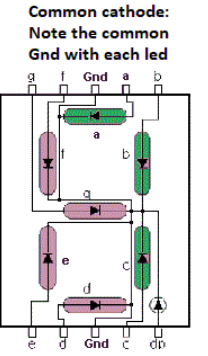 Common cathode:
Note the common
Gnd with each led
g f Gnd a b
a
f b
g
e c
d
e d Gnd c dp